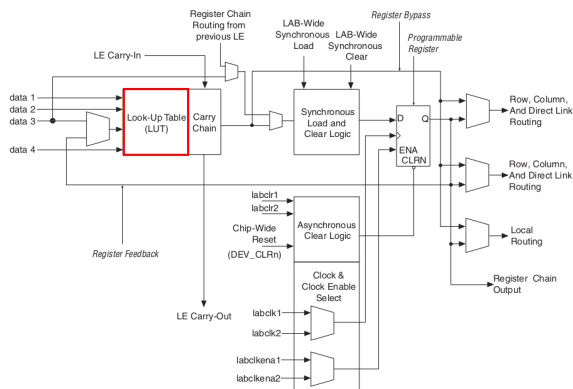 Register Chain
Routing from
previous LE
LAB-Wide
Synchronous
Load
LAB-Wide
Synchronous
Clear
Register Bypass
Programmable
Register
LE Carry-In
data 1
data 2
data 3
data 4
Look-Up Table
(LUT)
Carry
Chain
Synchronous
Load and
Clear Logic
D
Q
ENA
CLRN
Row, Column,
And Direct Link
Routing
Row, Column,
And Direct Link
Routing
Local
Routing
Register Chain
Output
labclr1
labclr2
Chip-Wide
Reset
(DEV_CLRn)
Asynchronous
Clear Logic
Register Feedback
Clock &
Clock Enable
Select
LE Carry-Out
labclk1
labclk2
labclkena1
labclkena2